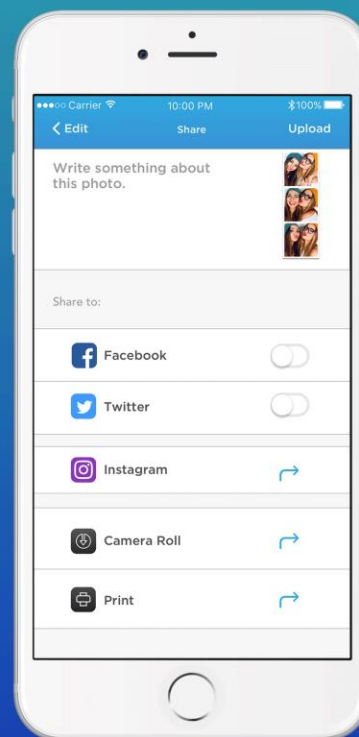 Carrier 10:00 PM 100%
Edit Share Upload
Write something about
this photo.
Share to:
Facebook
Twitter
Instagram
Camera Roll
Print